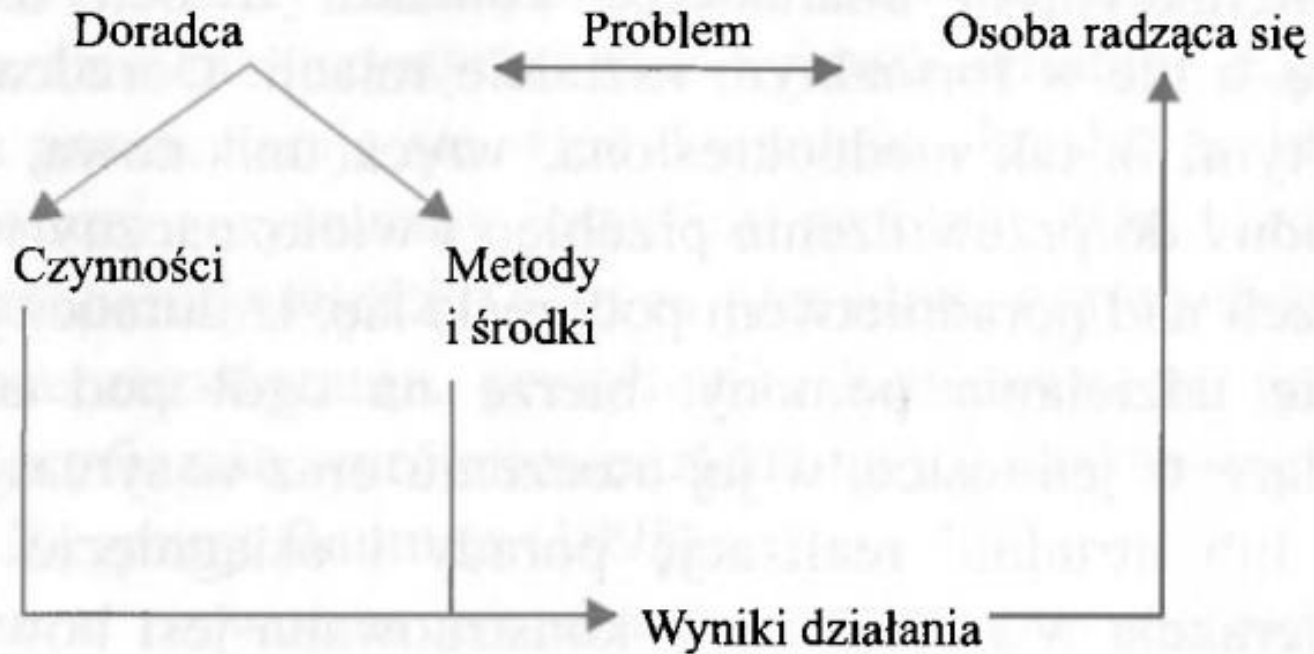 Doradca
Problem
Osoba radząca się
Czynności
Metody
i środki
Wyniki działania